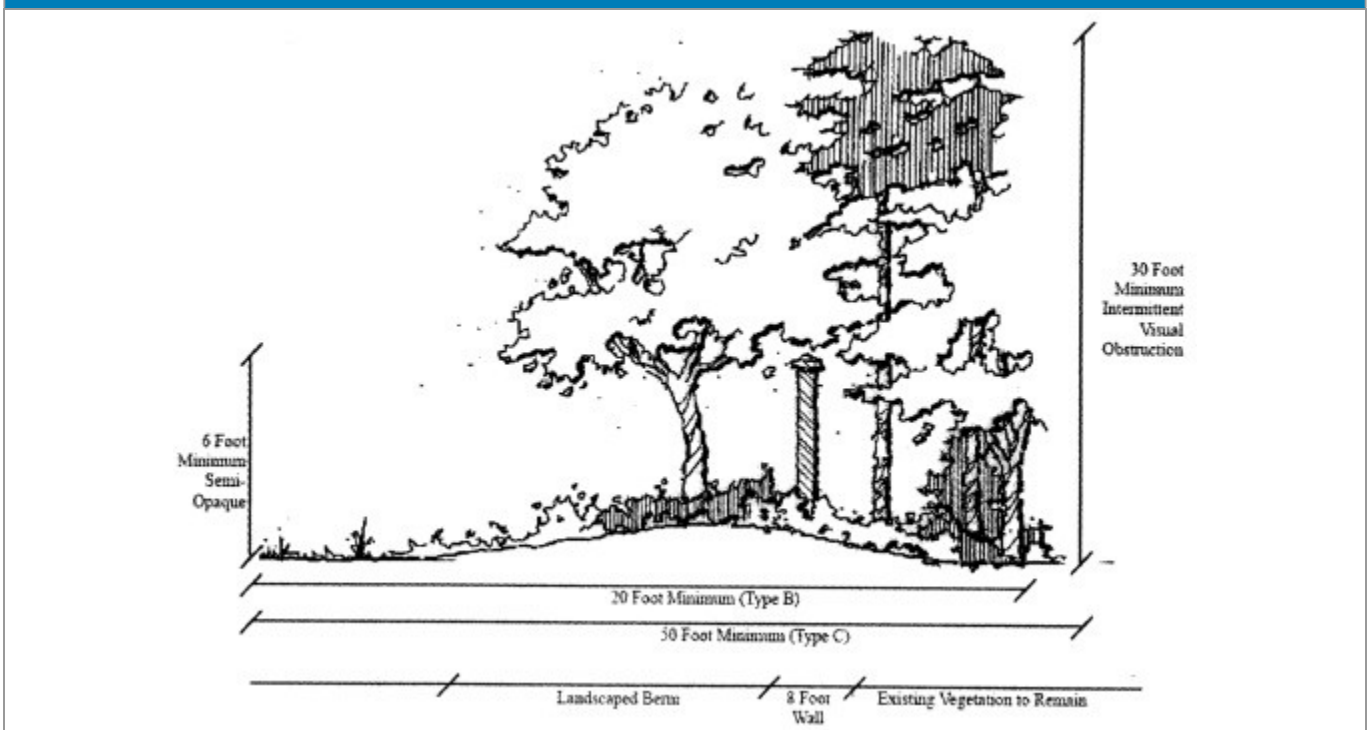 30 Foot
Minimum
Intermittent
Visual
Obstruction
6 Foot
Minimum
Semi-
Opaque
20 Foot Minimum (Type B)
50 Foot Minimum (Type C)
Landscaped Berm
8 Foot
Wall
Existing Vegetation to Remain